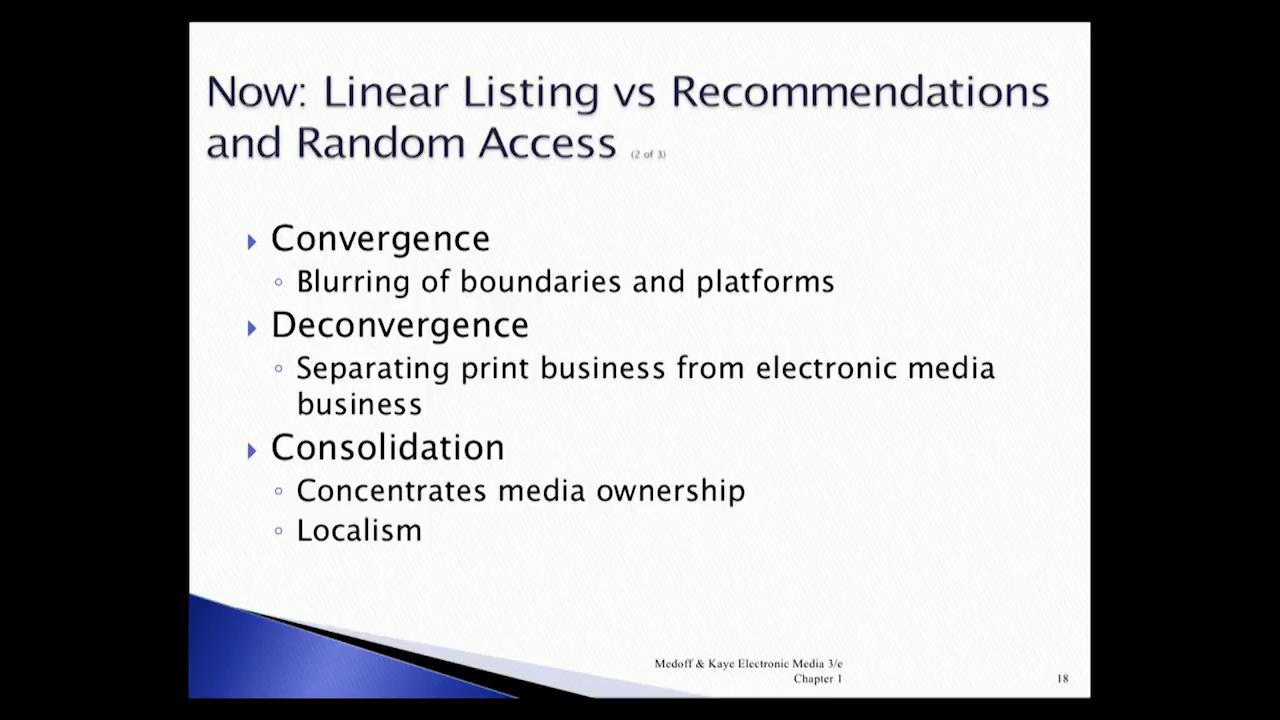 Now: Linear Listing vs Recommendations
and Random Access (2 of 3)
Convergence
Blurring of boundaries and platforms
Deconvergence
Separating print business from electronic media
business
Consolidation
Concentrates media ownership
Localism
Medoff & Kaye Electronic Media 3/e
Chapter 1
18